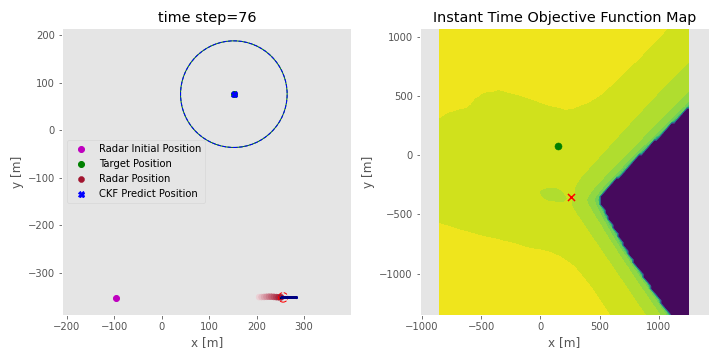 time step=76
200
100
0
−100
−200
−300
y [m]
−200
−100
0
100
200
300
x [m]
Radar Initial Position
Target Position
Radar Position
CKF Predict Position
Instant Time Objective Function Map
1000
500
0
−500
−1000
y [m]
−1000
−500
0
500
1000
x [m]